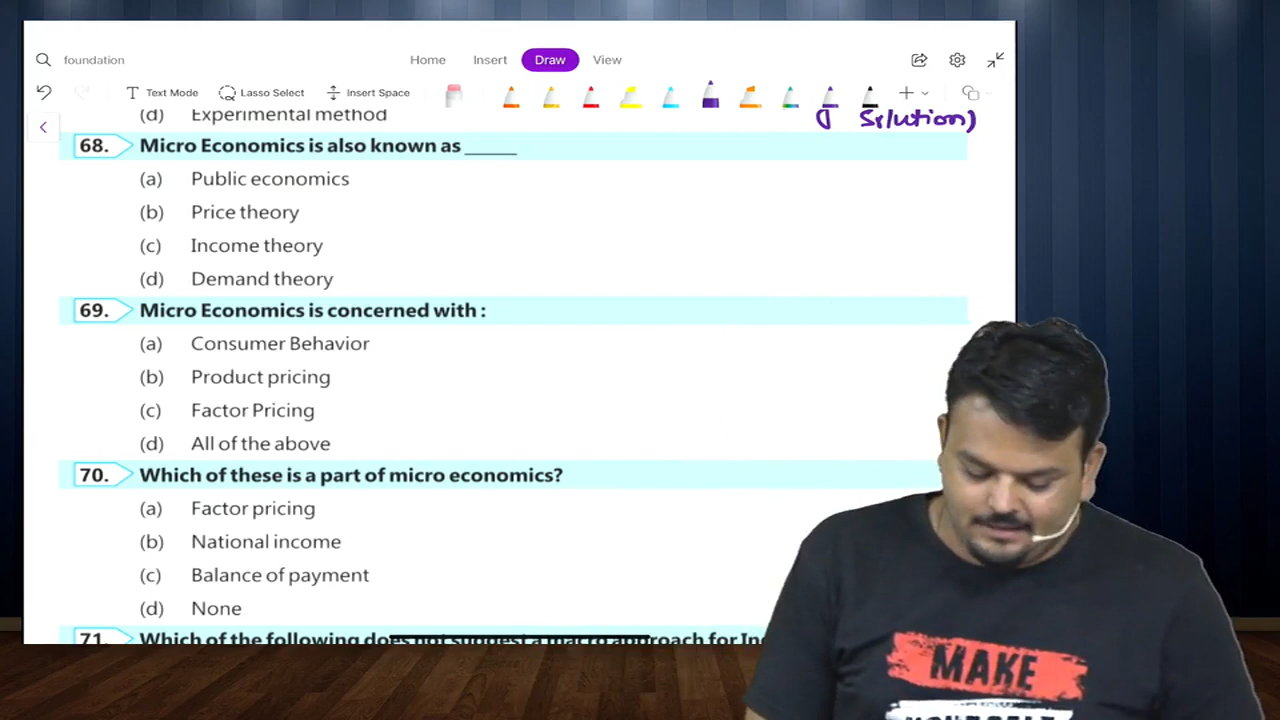 foundation
Home Insert Draw View
Text Mode Lasso Select Insert Space
(d) Experimental method
Solution)
68. Micro Economics is also known as _____
(a) Public economics
(b) Price theory
(c) Income theory
(d) Demand theory
69. Micro Economics is concerned with :
(a) Consumer Behavior
(b) Product pricing
(c) Factor Pricing
(d) All of the above
70. Which of these is a part of micro economics?
(a) Factor pricing
(b) National income
(c) Balance of payment
(d) None
71. Which of the following does not suggest a macro approach for
MAKE